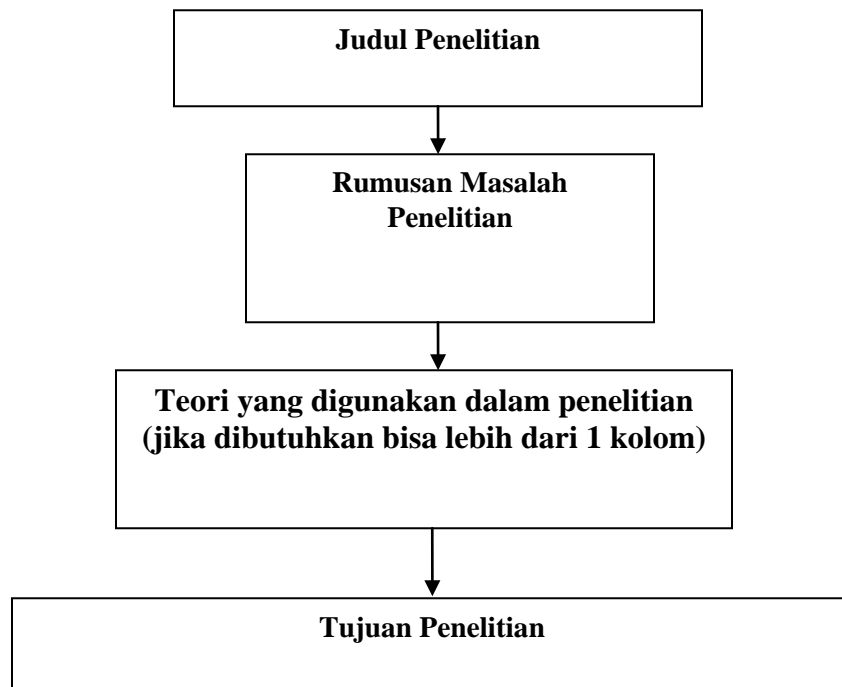 Judul Penelitian
Rumusan Masalah
Penelitian
Teori yang digunakan dalam penelitian
(jika dibutuhkan bisa lebih dari 1 kolom)
Tujuan Penelitian